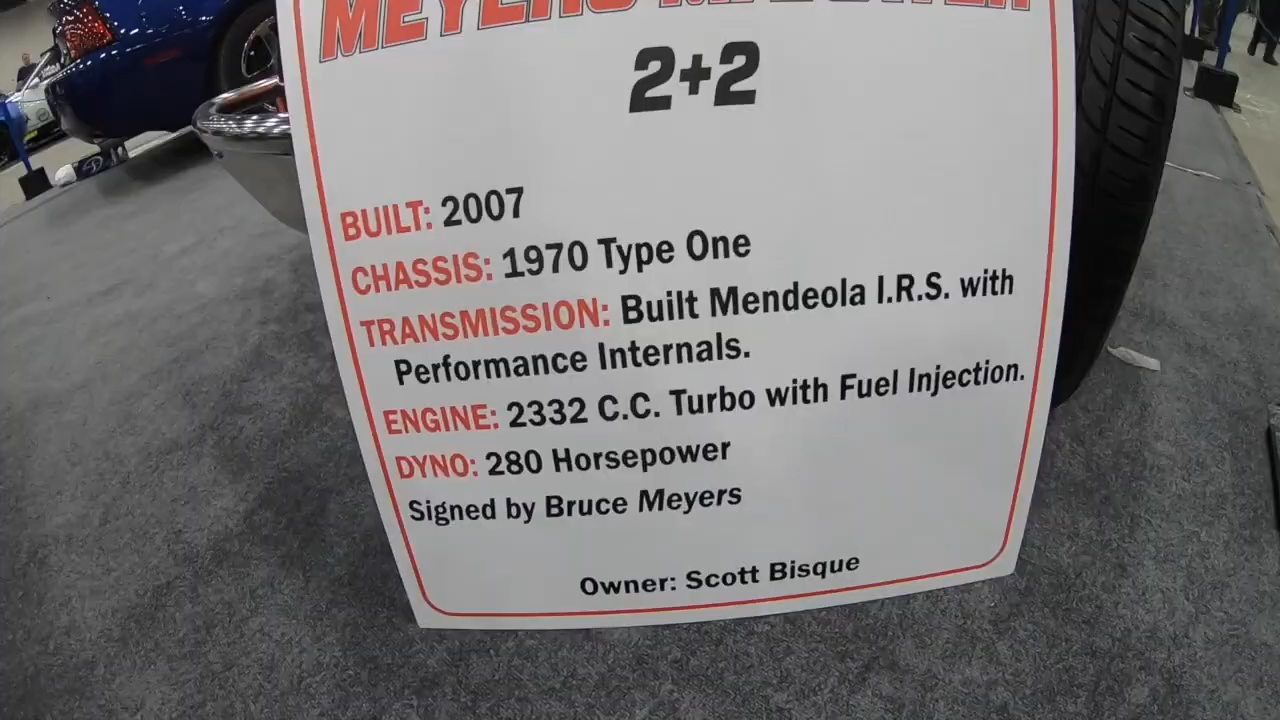 MEYERS
2+2
BUILT: 2007
CHASSIS: 1970 Type One
TRANSMISSION: Built Mendeola I.R.S. with
Performance Internals.
ENGINE: 2332 C.C. Turbo with Fuel Injection.
DYNO: 280 Horsepower
Signed by Bruce Meyers
Owner: Scott Bisque